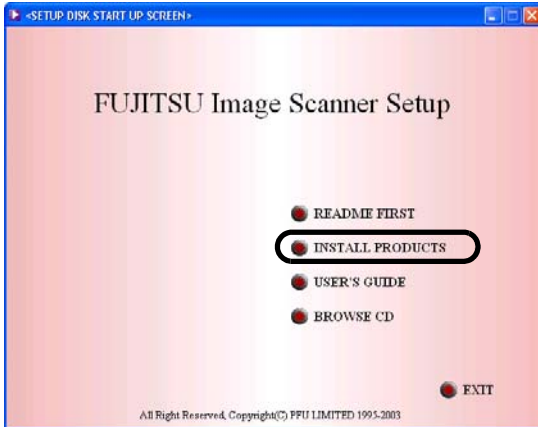 <SETUP DISK START UP SCREEN>
FUJITSU Image Scanner Setup
README FIRST
INSTALL PRODUCTS
USER'S GUIDE
BROWSE CD
EXIT
All Right Reserved, Copyright(C) PFU LIMITED 1995-2003